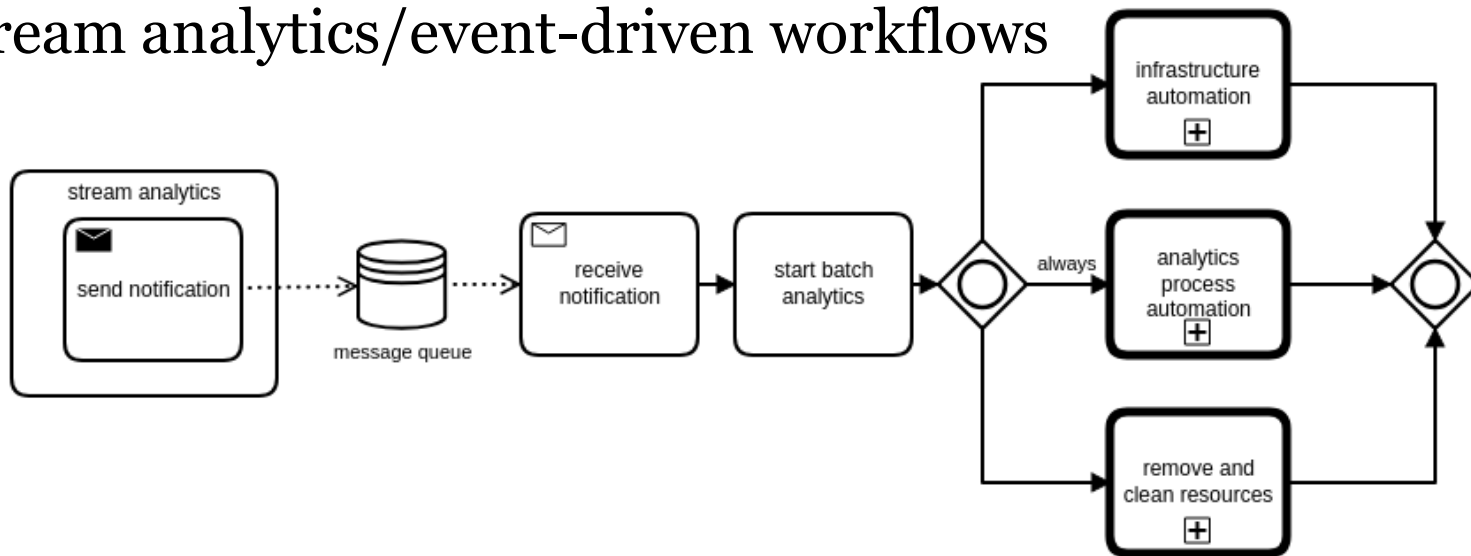 ream analytics/event-driven workflows
infrastructure
automation
stream analytics
send notification
message queue
receive
notification
start batch
analytics
always
analytics
process
automation
remove and
clean resources